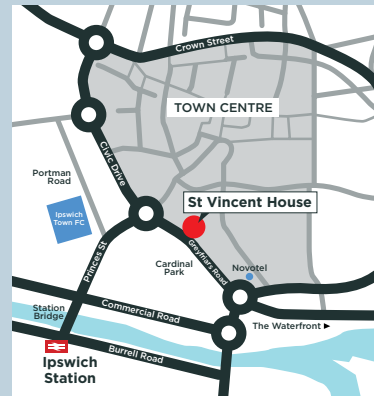 Crown Street
TOWN CENTRE
Civic Drive
Portman
Road
Ipswich
Town FC
St Vincent House
Greyfriars Road
Princes St
Cardinal
Park
Novotel
Station
Bridge
Commercial Road
The Waterfront
Burrell Road
Ipswich
Station